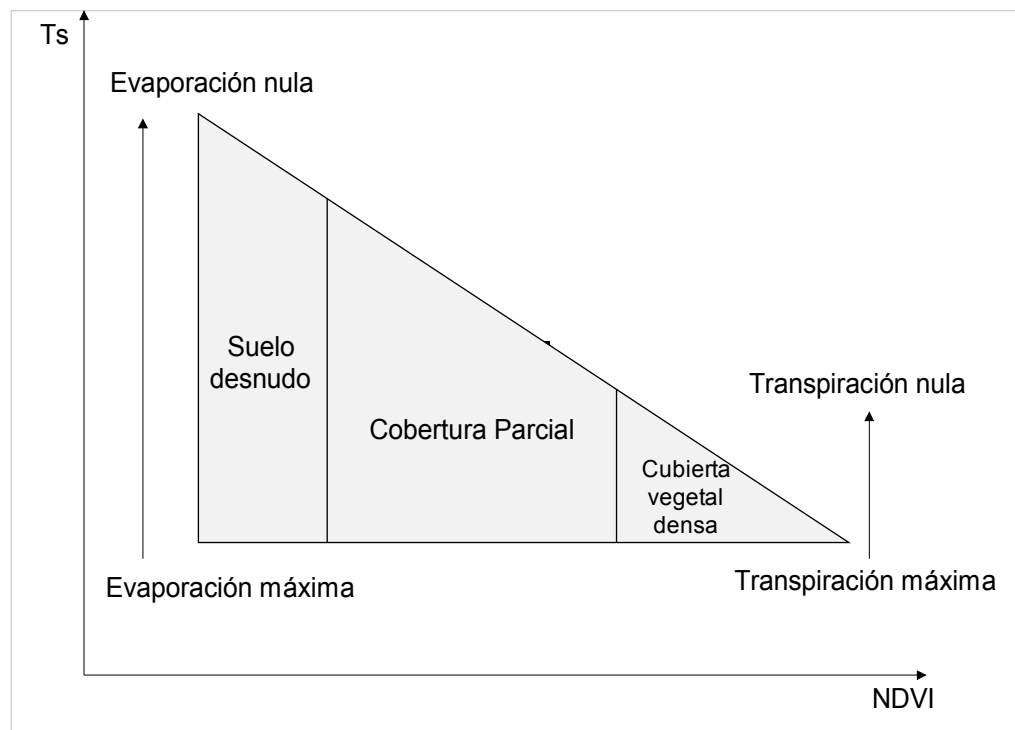 Ts
Evaporación nula
Suelo
desnudo
Cobertura Parcial
Transpiración nula
Cubierta
vegetal
densa
Evaporación máxima
Transpiración máxima
NDVI